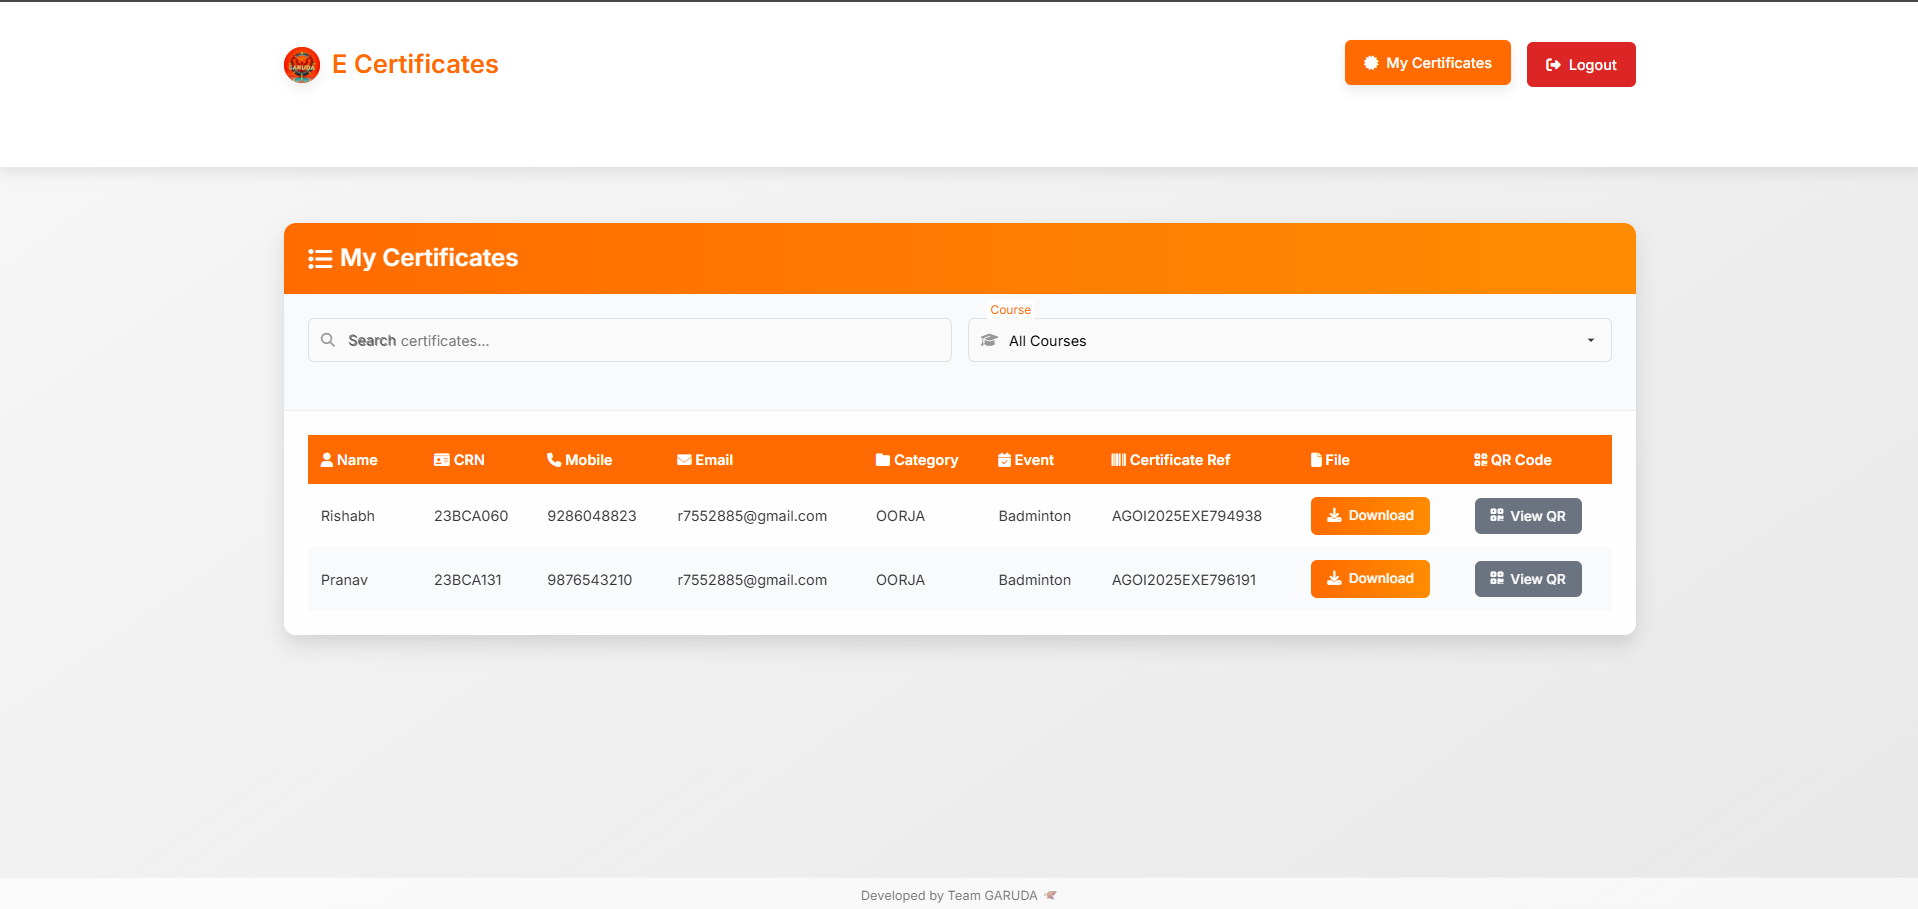 GARUDA
E Certificates
My Certificates
Logout
My Certificates
Course
Search certificates...
All Courses
Name CRN Mobile Email Category Event Certificate Ref File QR Code
Rishabh 23BCA060 9286048823 r7552885@gmail.com OORJA Badminton AGOI2025EXE794938 Download View QR
Pranav 23BCA131 9876543210 r7552885@gmail.com OORJA Badminton AGOI2025EXE796191 Download View QR
Developed by Team GARUDA